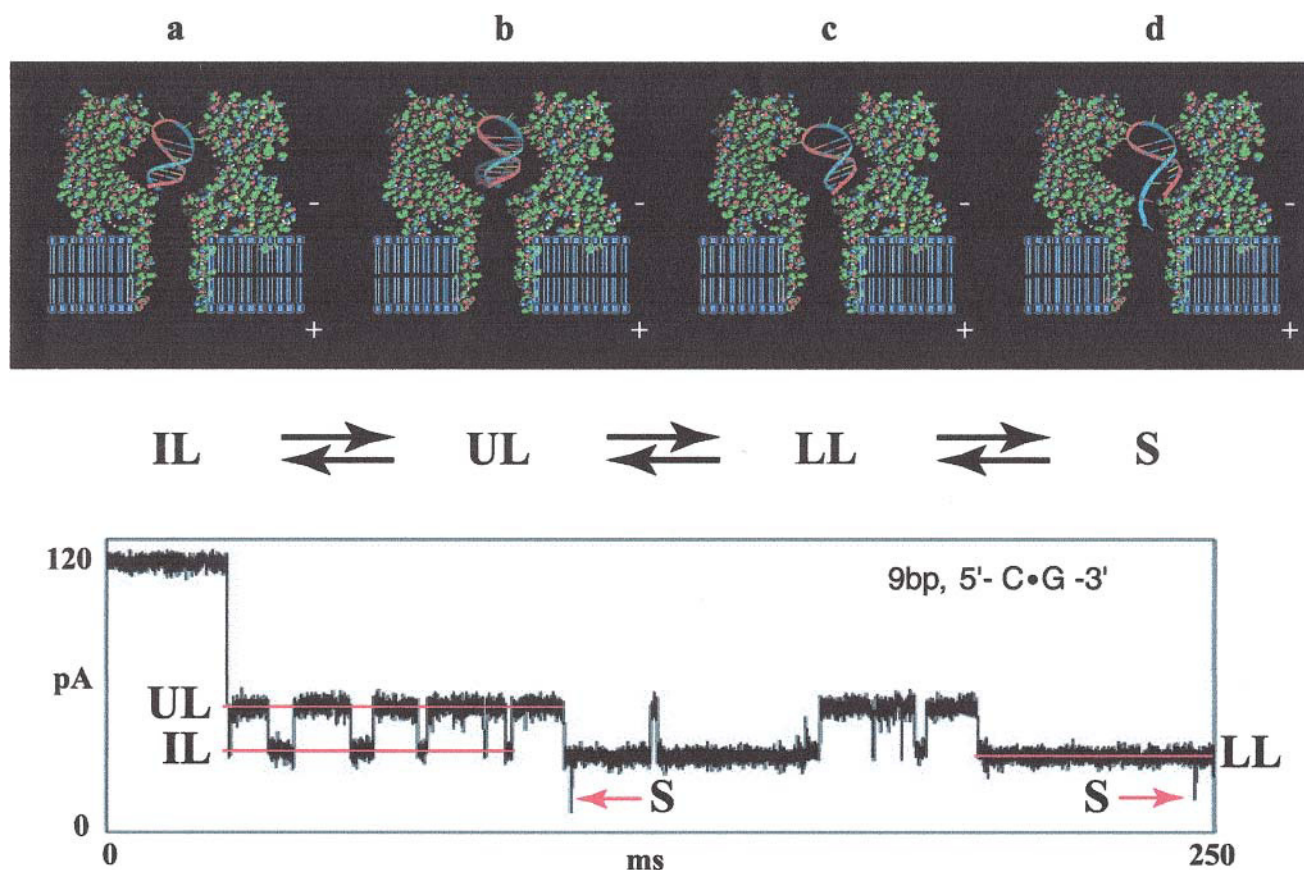 a b c d
- - - -
+ + + +
IL UL LL S
120
9bp, 5'- C•G -3'
pA
UL
IL
LL
S S
0
0 ms 250